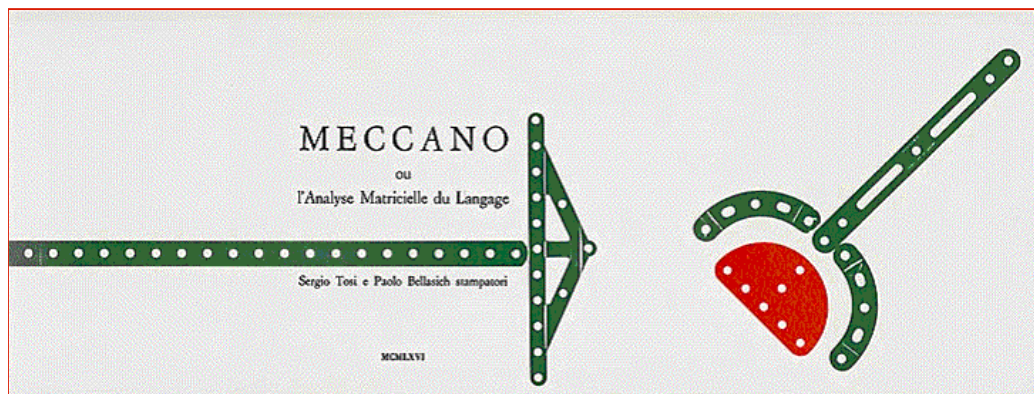 MECCANO
ou
l'Analyse Matricielle du Langage
Sergio Tosi e Paolo Bellasich stampatori
MCMLXVI